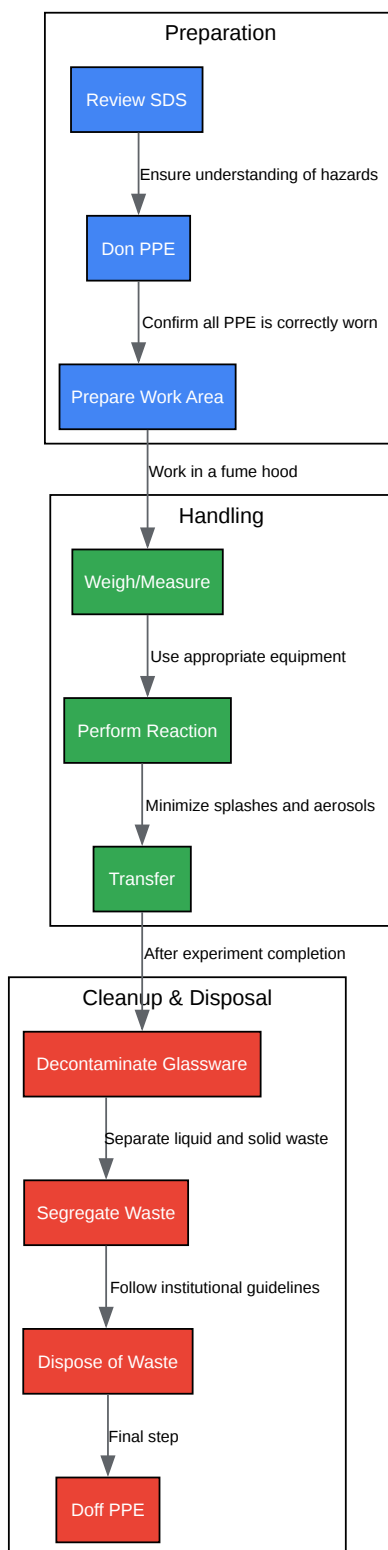 Preparation
Review SDS
Ensure understanding of hazards
Don PPE
Confirm all PPE is correctly worn
Prepare Work Area
Work in a fume hood
Handling
Weigh/Measure
Use appropriate equipment
Perform Reaction
Minimize splashes and aerosols
Transfer
After experiment completion
Cleanup & Disposal
Decontaminate Glassware
Separate liquid and solid waste
Segregate Waste
Follow institutional guidelines
Dispose of Waste
Final step
Doff PPE